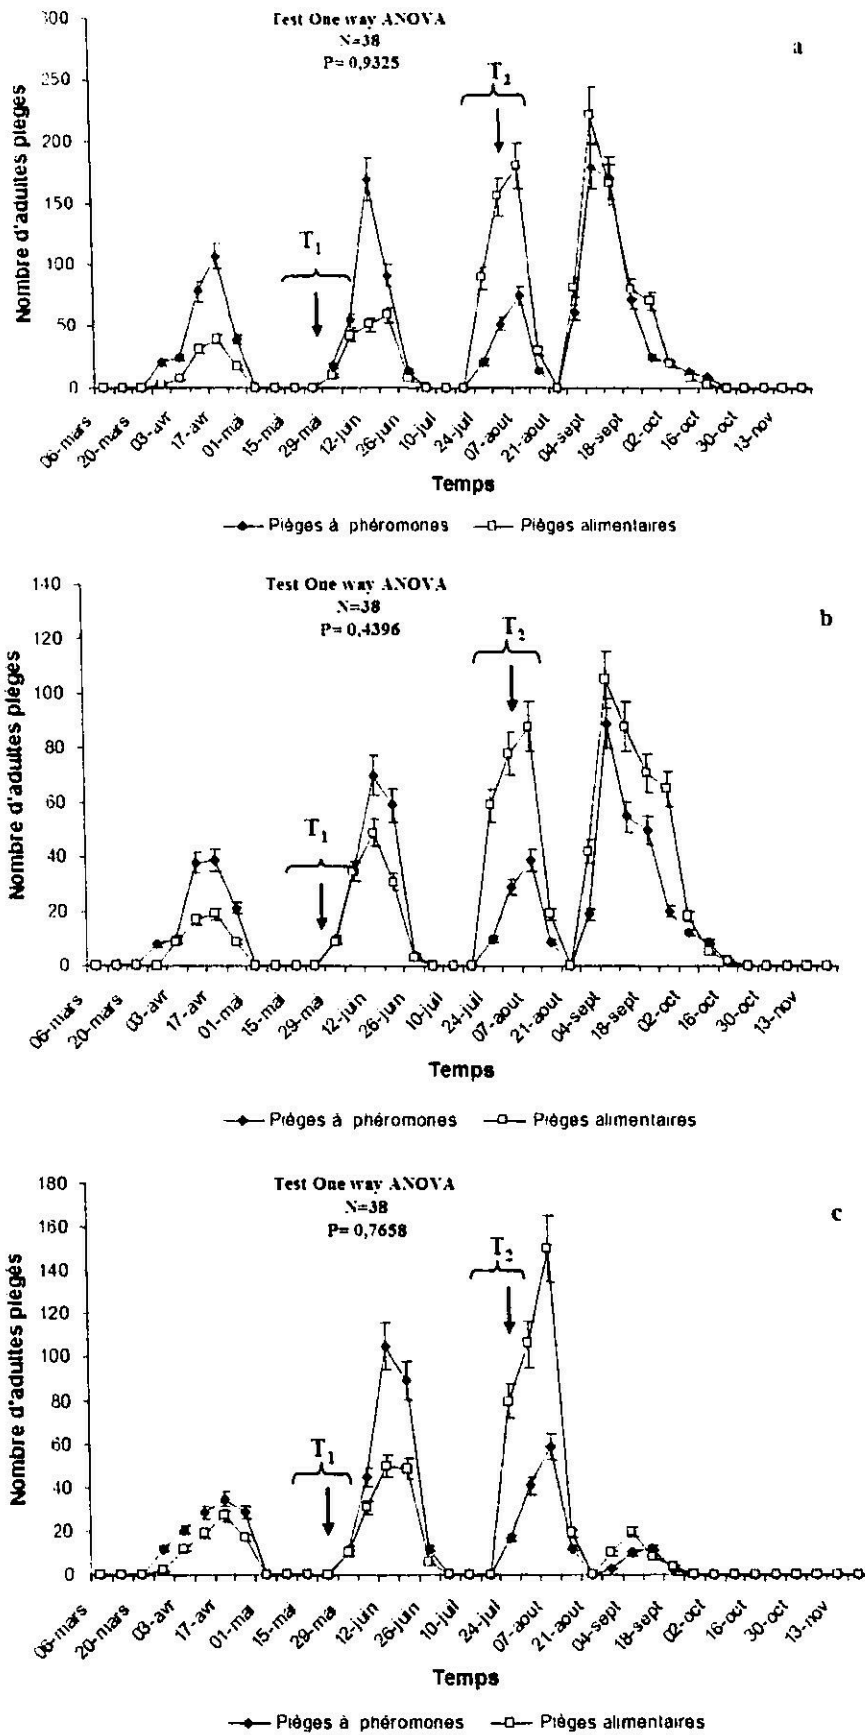 Test One way ANOVA
N=38
P= 0,9325
a
Nombre d'adultes pièges
300
250
200
150
100
50
0
T1
T2
06-mars
20-mars
03-avr
17-avr
01-mai
15-mai
29-mai
12-jun
26-jun
10-jul
24-jul
07-aout
21-aout
04-sept
18-sept
02-oct
16-oct
30-oct
13-nov
Temps
Pièges à phéromones
Pièges alimentaires
Test One way ANOVA
N=38
P= 0,4396
b
Nombre d'adultes pièges
140
120
100
80
60
40
20
0
T1
T2
06-mars
20-mars
03-avr
17-avr
01-mai
15-mai
29-mai
12-jun
26-jun
10-jul
24-jul
07-aout
21-aout
04-sept
18-sept
02-oct
16-oct
30-oct
13-nov
Temps
Pièges à phéromones
Pièges alimentaires
Test One way ANOVA
N=38
P= 0,7658
c
Nombre d'adultes pièges
180
160
140
120
100
80
60
40
20
0
T1
T2
06-mars
20-mars
03-avr
17-avr
01-mai
15-mai
29-mai
12-jun
26-jun
10-jul
24-jul
07-aout
21-aout
04-sept
18-sept
02-oct
16-oct
30-oct
13-nov
Temps
Pièges à phéromones
Pièges alimentaires